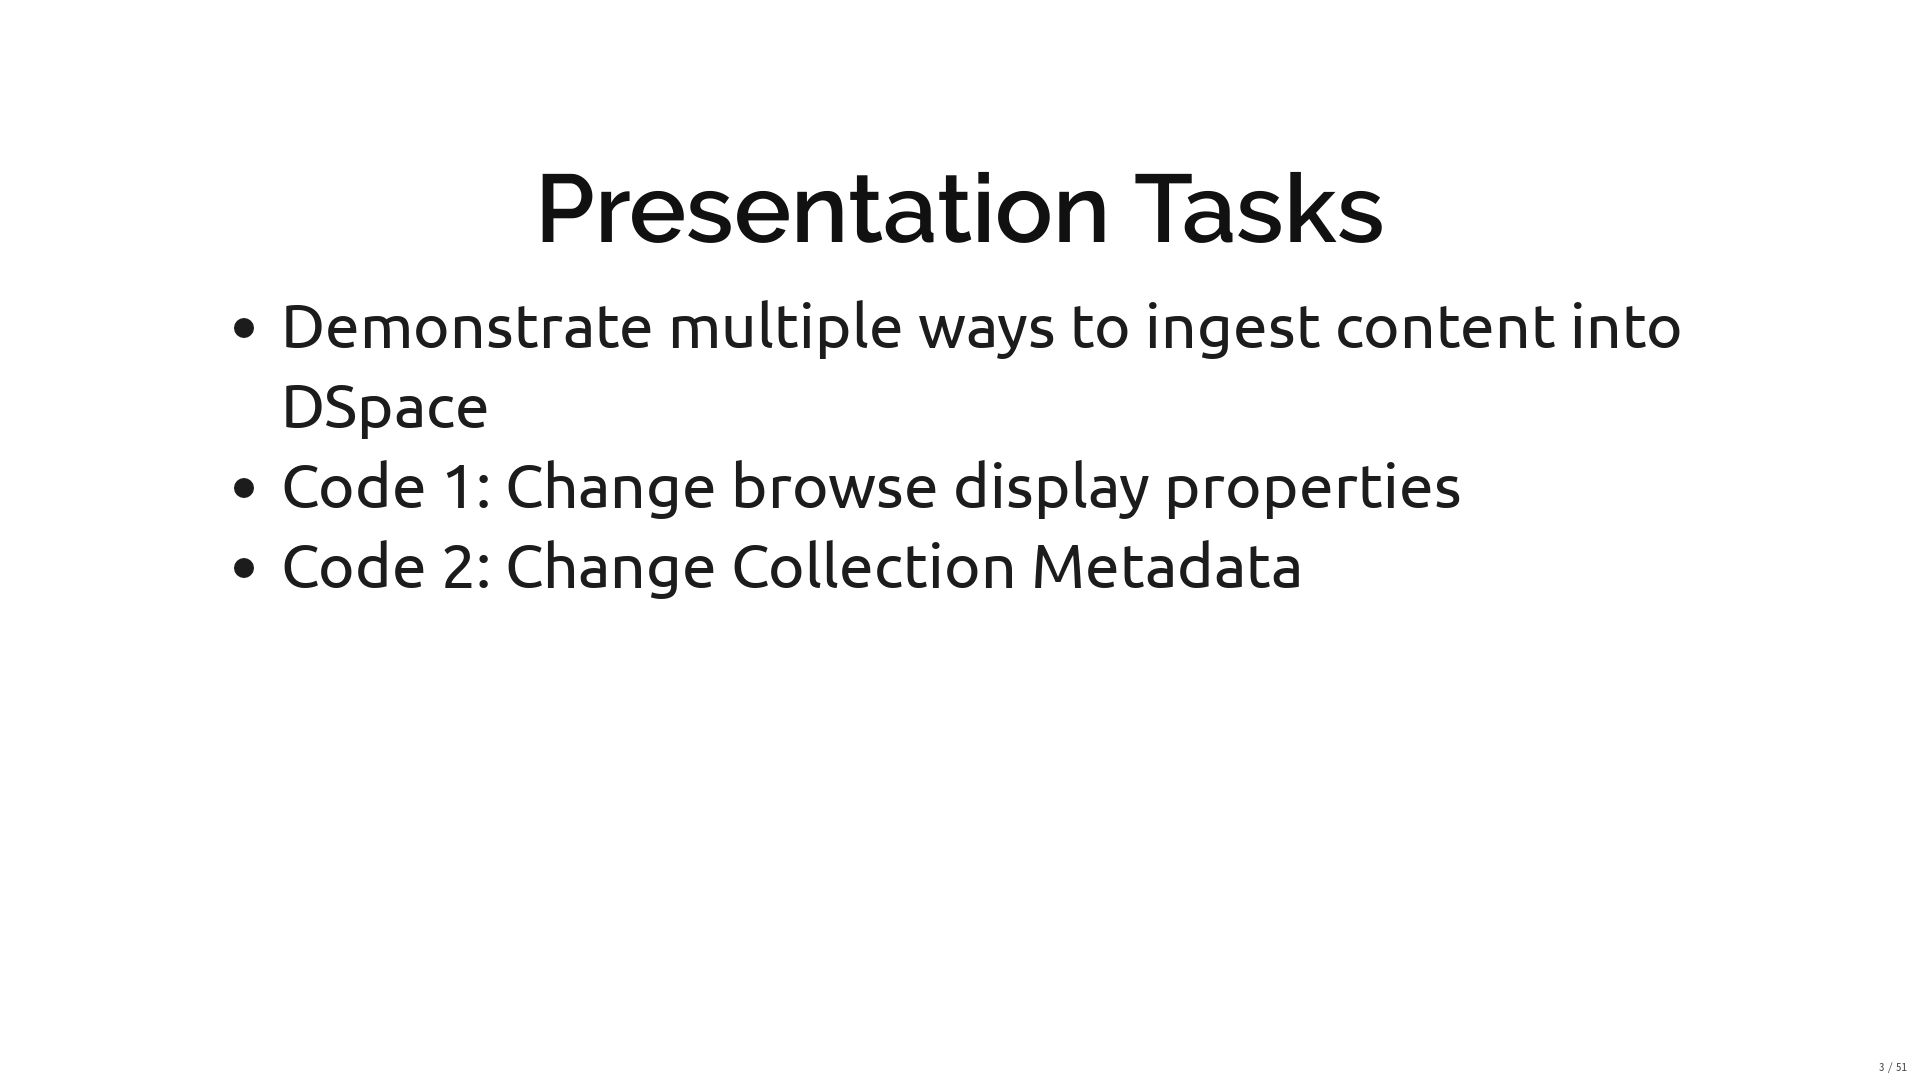 Presentation Tasks
• Demonstrate multiple ways to ingest content into
DSpace
• Code 1: Change browse display properties
• Code 2: Change Collection Metadata
3 / 51